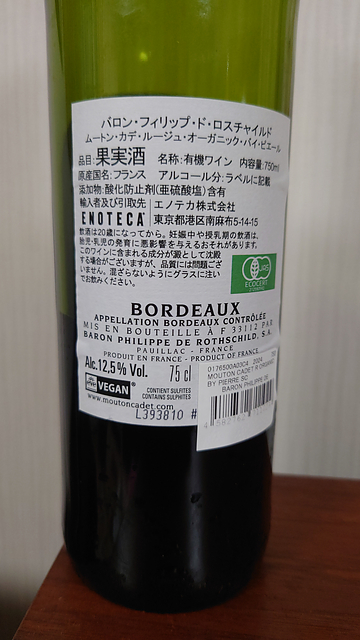 バロン・フィリップ・ド・ロスチャイルド
ムートン・カデ・ルージュ・オーガニック・バイ・ピエール
品目:果実酒 名称:有機ワイン 内容量:750ml
原産国名:フランス アルコール分:ラベルに記載
添加物:酸化防止剤(亜硫酸塩)含有
輸入者及び引取先 エノテカ株式会社
ENOTECA 東京都港区南麻布5-14-15
飲酒は20歳になってから。妊娠中や授乳期の飲酒は、
胎児・乳児の発育に悪影響を与えるおそれがあります。
このワインに含まれる成分が澱として沈殿
する場合がございますが、品質には問題ござ
いません。混ざらないようにグラスに注い
でお飲みください。
ECOCERT
BORDEAUX
APPELLATION BORDEAUX CONTRÔLÉE
MIS EN BOUTEILLE À F 33112 PAR
BARON PHILIPPE DE ROTHSCHILD, S.A.
PAUILLAC - FRANCE
PRODUIT EN FRANCE - PRODUCT OF FRANCE
Alc.12,5% Vol. 75 cl
VEGAN
CONTIENT SULFITES
CONTAINS SULPHITES
www.moutoncadet.com
L393810 #
0176500A03C4 2024
MOUTON CADET R ORGANIC
BY PIERRE SC
BARON PHILIPPE DE